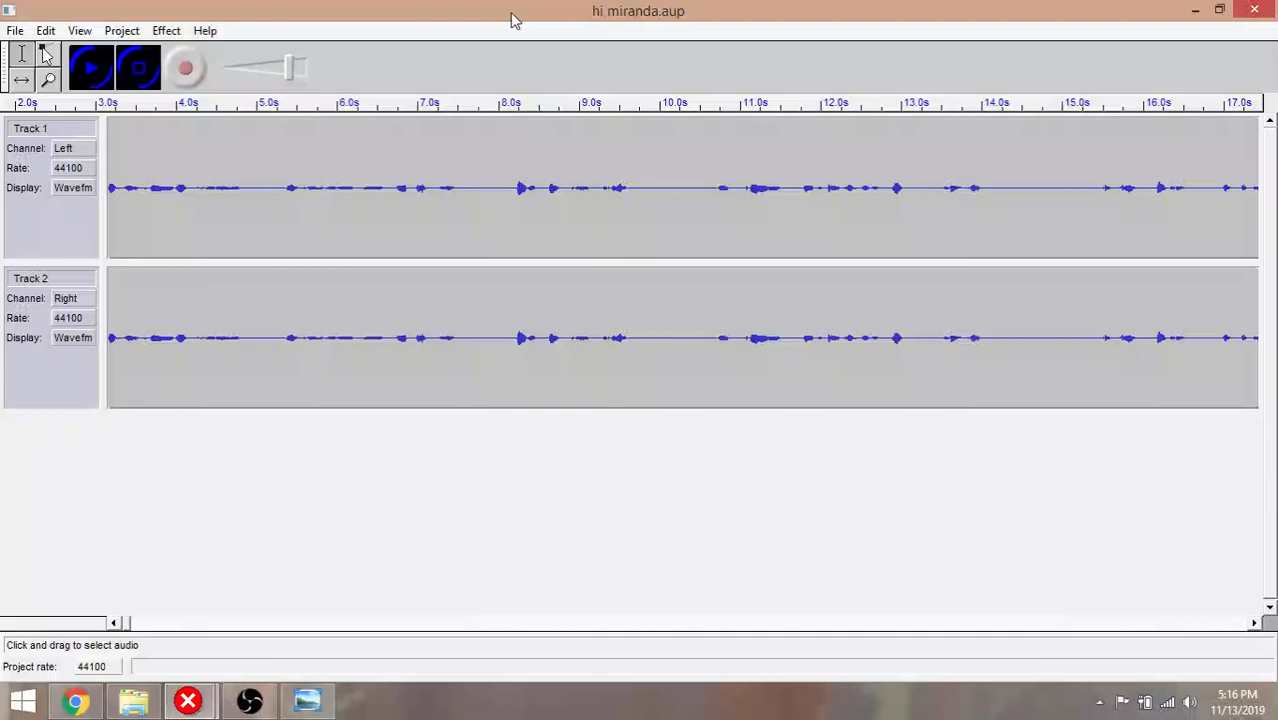 hi miranda.aup
File Edit View Project Effect Help
2.0s 3.0s 4.0s 5.0s 6.0s 7.0s 8.0s 9.0s 10.0s 11.0s 12.0s 13.0s 14.0s 15.0s 16.0s 17.0s
Track 1
Channel: Left
Rate: 44100
Display: Wavefm
Track 2
Channel: Right
Rate: 44100
Display: Wavefm
Click and drag to select audio
Project rate: 44100
5:16 PM
11/13/2019